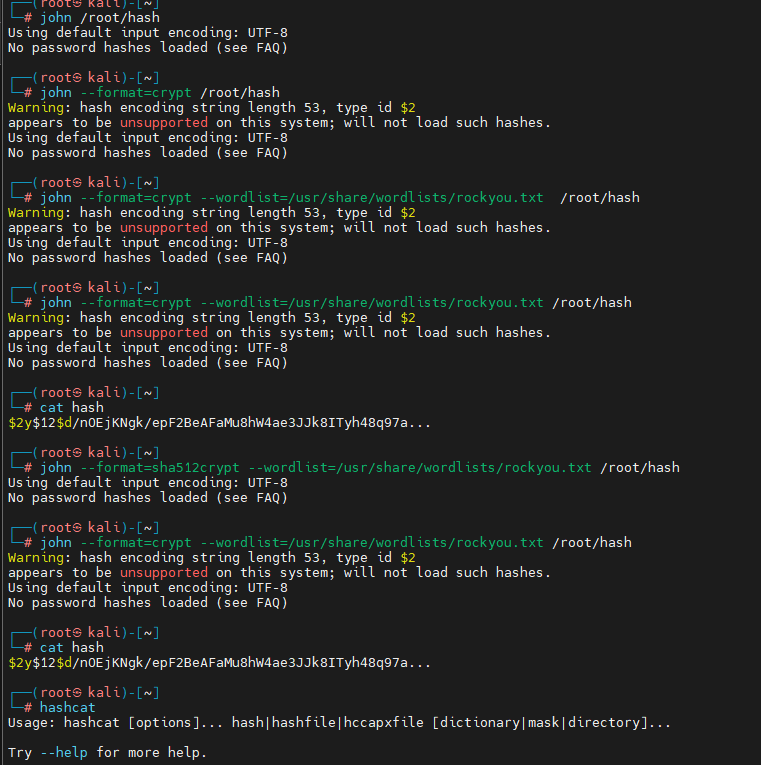 ┌──(root㉿ kali)-[~]
└─# john /root/hash
Using default input encoding: UTF-8
No password hashes loaded (see FAQ)
┌──(root㉿ kali)-[~]
└─# john --format=crypt /root/hash
Warning: hash encoding string length 53, type id $2
appears to be unsupported on this system; will not load such hashes.
Using default input encoding: UTF-8
No password hashes loaded (see FAQ)
┌──(root㉿ kali)-[~]
└─# john --format=crypt --wordlist=/usr/share/wordlists/rockyou.txt  /root/hash
Warning: hash encoding string length 53, type id $2
appears to be unsupported on this system; will not load such hashes.
Using default input encoding: UTF-8
No password hashes loaded (see FAQ)
┌──(root㉿ kali)-[~]
└─# john --format=crypt --wordlist=/usr/share/wordlists/rockyou.txt /root/hash
Warning: hash encoding string length 53, type id $2
appears to be unsupported on this system; will not load such hashes.
Using default input encoding: UTF-8
No password hashes loaded (see FAQ)
┌──(root㉿ kali)-[~]
└─# cat hash
$2y$12$d/nOEjKNgk/epF2BeAFaMu8hW4ae3JJk8ITyh48q97a...
┌──(root㉿ kali)-[~]
└─# john --format=sha512crypt --wordlist=/usr/share/wordlists/rockyou.txt /root/hash
Using default input encoding: UTF-8
No password hashes loaded (see FAQ)
┌──(root㉿ kali)-[~]
└─# john --format=crypt --wordlist=/usr/share/wordlists/rockyou.txt /root/hash
Warning: hash encoding string length 53, type id $2
appears to be unsupported on this system; will not load such hashes.
Using default input encoding: UTF-8
No password hashes loaded (see FAQ)
┌──(root㉿ kali)-[~]
└─# cat hash
$2y$12$d/nOEjKNgk/epF2BeAFaMu8hW4ae3JJk8ITyh48q97a...
┌──(root㉿ kali)-[~]
└─# hashcat
Usage: hashcat [options]... hash|hashfile|hccapxfile [dictionary|mask|directory]...
Try --help for more help.